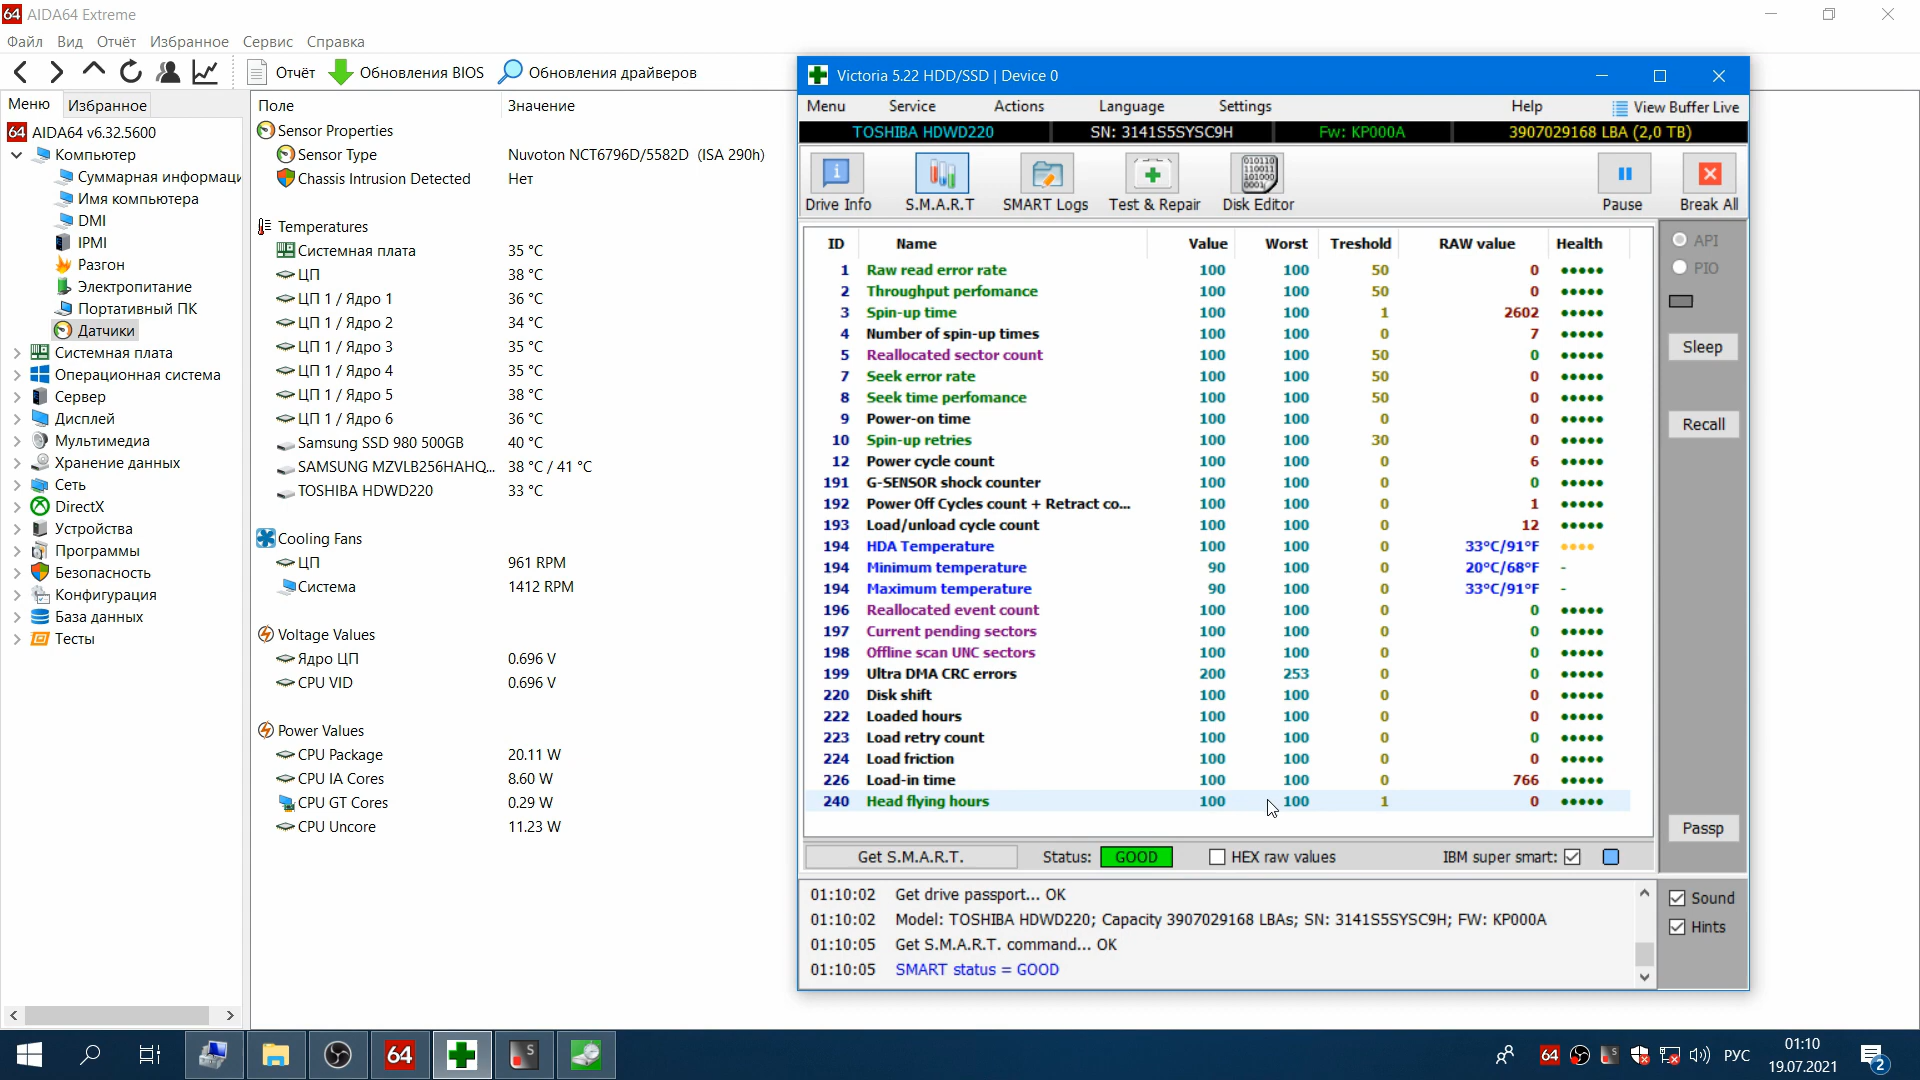 AIDA64 Extreme
Файл Вид Отчёт Избранное Сервис Справка
Отчёт Обновления BIOS Обновления драйверов
Меню Избранное
64 AIDA64 v6.32.5600
Компьютер
Суммарная информаци
Имя компьютера
DMI
IPMI
Разгон
Электропитание
Портативный ПК
Датчики
Системная плата
Операционная система
Сервер
Дисплей
Мультимедиа
Хранение данных
Сеть
DirectX
Устройства
Программы
Безопасность
Конфигурация
База данных
Тесты
Поле Значение
Sensor Properties
Sensor Type Nuvoton NCT6796D/5582D (ISA 290h)
Chassis Intrusion Detected Нет
Temperatures
Системная плата 35 °C
ЦП 38 °C
ЦП 1 / Ядро 1 36 °C
ЦП 1 / Ядро 2 34 °C
ЦП 1 / Ядро 3 35 °C
ЦП 1 / Ядро 4 35 °C
ЦП 1 / Ядро 5 38 °C
ЦП 1 / Ядро 6 36 °C
Samsung SSD 980 500GB 40 °C
SAMSUNG MZVLB256HAHQ... 38 °C / 41 °C
TOSHIBA HDWD220 33 °C
Cooling Fans
ЦП 961 RPM
Система 1412 RPM
Voltage Values
Ядро ЦП 0.696 V
CPU VID 0.696 V
Power Values
CPU Package 20.11 W
CPU IA Cores 8.60 W
CPU GT Cores 0.29 W
CPU Uncore 11.23 W
Victoria 5.22 HDD/SSD | Device 0
Menu Service Actions Language Settings Help View Buffer Live
TOSHIBA HDWD220 SN: 3141S5SYSC9H Fw: KP000A 3907029168 LBA (2,0 TB)
Drive Info S.M.A.R.T SMART Logs Test & Repair Disk Editor Pause Break All
ID Name Value Worst Treshold RAW value Health
1 Raw read error rate 100 100 50 0
2 Throughput perfomance 100 100 50 0
3 Spin-up time 100 100 1 2602
4 Number of spin-up times 100 100 0 7
5 Reallocated sector count 100 100 50 0
7 Seek error rate 100 100 50 0
8 Seek time perfomance 100 100 50 0
9 Power-on time 100 100 0 0
10 Spin-up retries 100 100 30 0
12 Power cycle count 100 100 0 6
191 G-SENSOR shock counter 100 100 0 0
192 Power Off Cycles count + Retract co... 100 100 0 1
193 Load/unload cycle count 100 100 0 12
194 HDA Temperature 100 100 0 33°C/91°F
194 Minimum temperature 90 100 0 20°C/68°F -
194 Maximum temperature 90 100 0 33°C/91°F -
196 Reallocated event count 100 100 0 0
197 Current pending sectors 100 100 0 0
198 Offline scan UNC sectors 100 100 0 0
199 Ultra DMA CRC errors 200 253 0 0
220 Disk shift 100 100 0 0
222 Loaded hours 100 100 0 0
223 Load retry count 100 100 0 0
224 Load friction 100 100 0 0
226 Load-in time 100 100 0 766
240 Head flying hours 100 100 1 0
API
PIO
Sleep
Recall
Passp
Get S.M.A.R.T. Status: GOOD HEX raw values IBM super smart:
01:10:02 Get drive passport... OK
01:10:02 Model: TOSHIBA HDWD220; Capacity 3907029168 LBAs; SN: 3141S5SYSC9H; FW: KP000A
01:10:05 Get S.M.A.R.T. command... OK
01:10:05 SMART status = GOOD
Sound
Hints
64 S 64 S РУС 01:10
19.07.2021 2